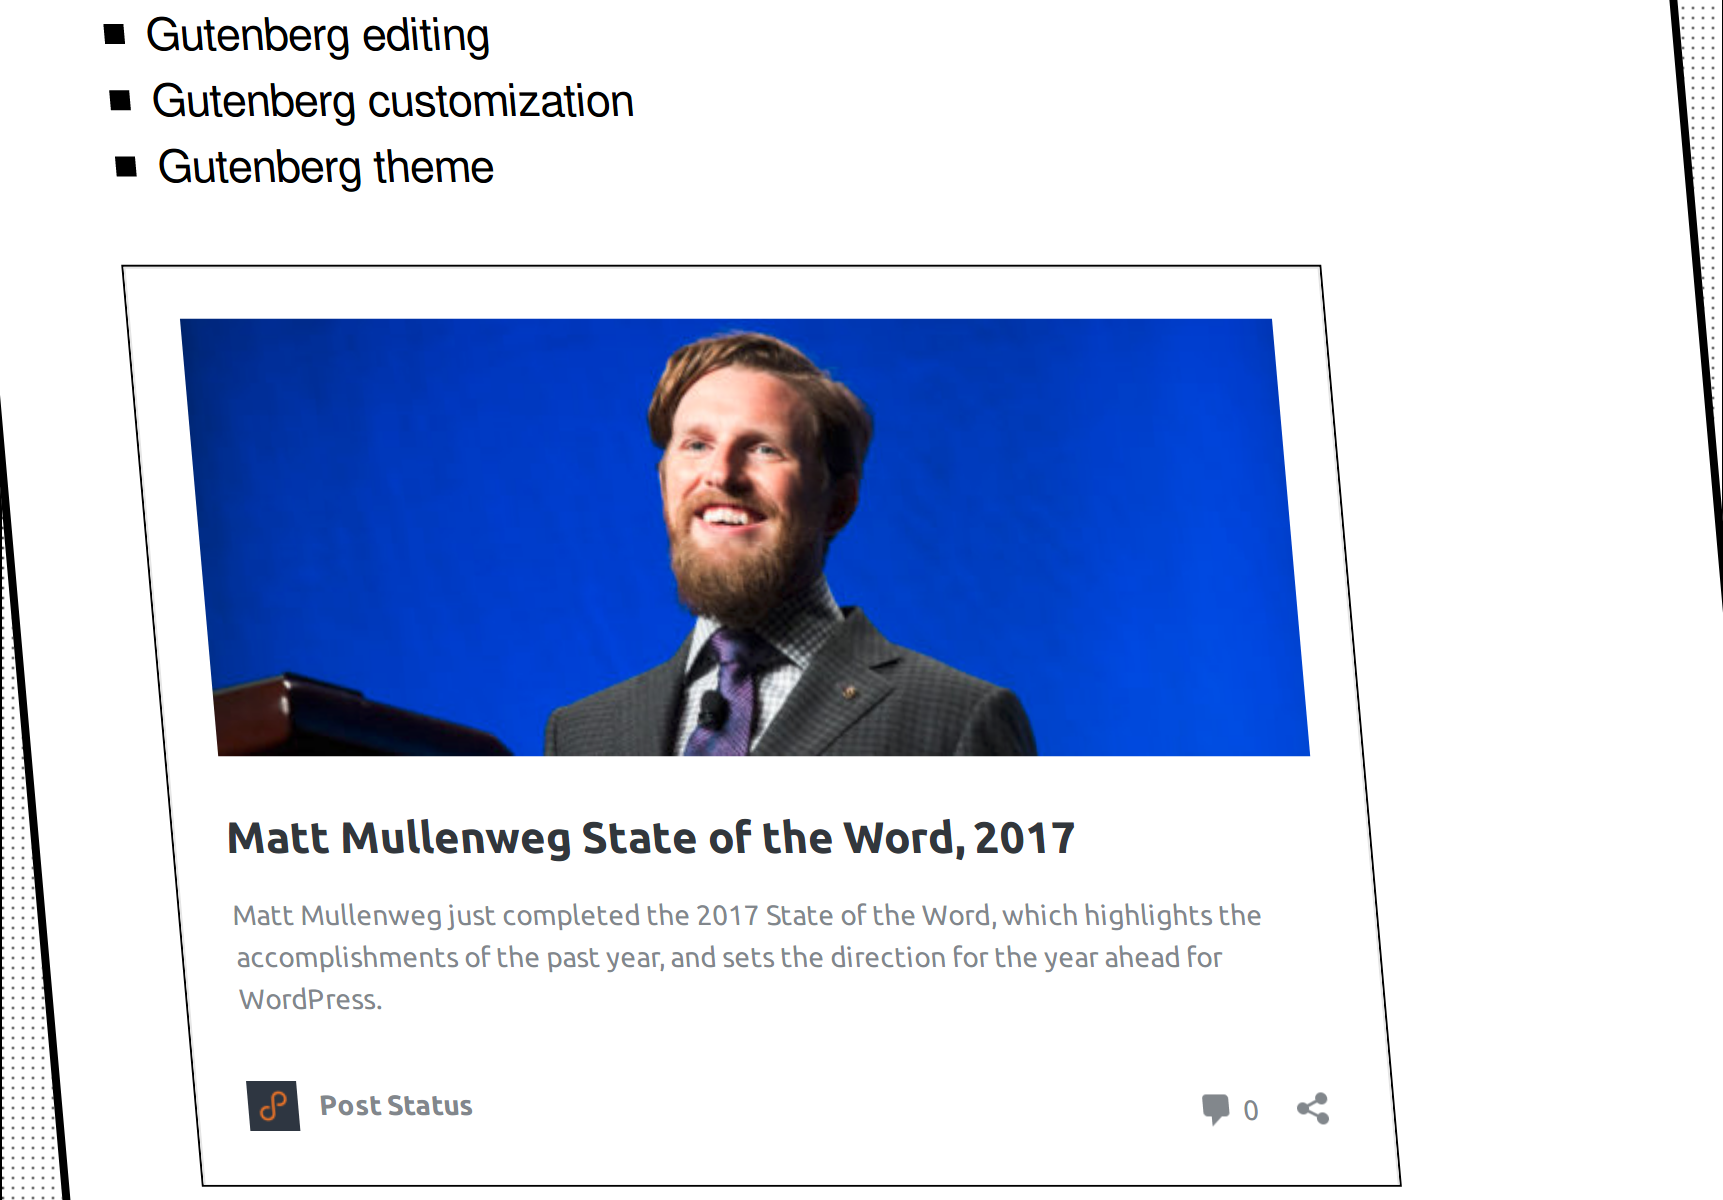 Gutenberg editing
Gutenberg customization
Gutenberg theme
Matt Mullenweg State of the Word, 2017
Matt Mullenweg just completed the 2017 State of the Word, which highlights the
accomplishments of the past year, and sets the direction for the year ahead for
WordPress.
Post Status
0